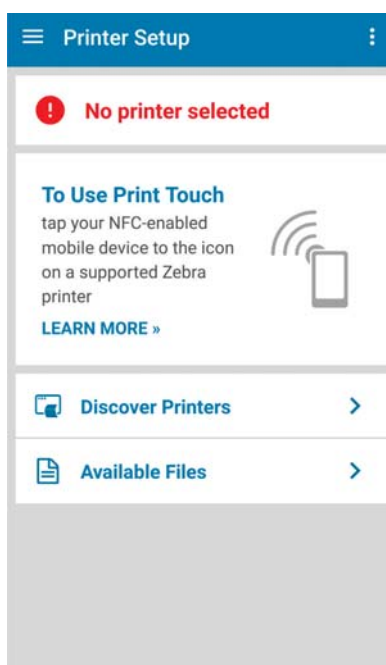 Printer Setup
No printer selected
To Use Print Touch
tap your NFC-enabled
mobile device to the icon
on a supported Zebra
printer
LEARN MORE »
Discover Printers
Available Files